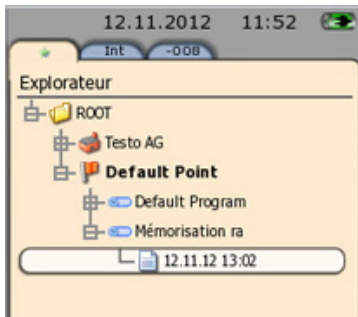 12.11.2012 11:52
Int -008
Explorateur
ROOT
Testo AG
Default Point
Default Program
Mémorisation ra
12.11.12 13:02